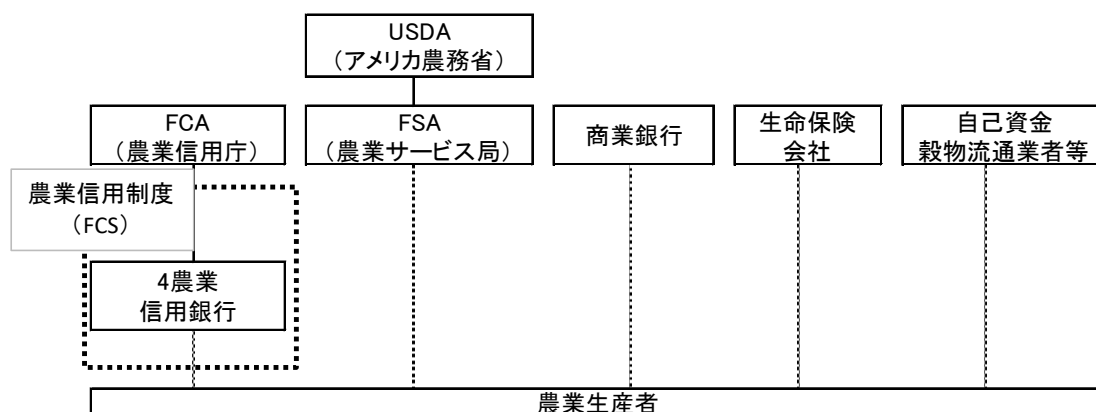 USDA
（アメリカ農務省）
FCA
（農業信用庁）
FSA
（農業サービス局）
商業銀行
生命保険
会社
自己資金
穀物流通業者等
農業信用制度
（FCS）
4農業
信用銀行
農業生産者